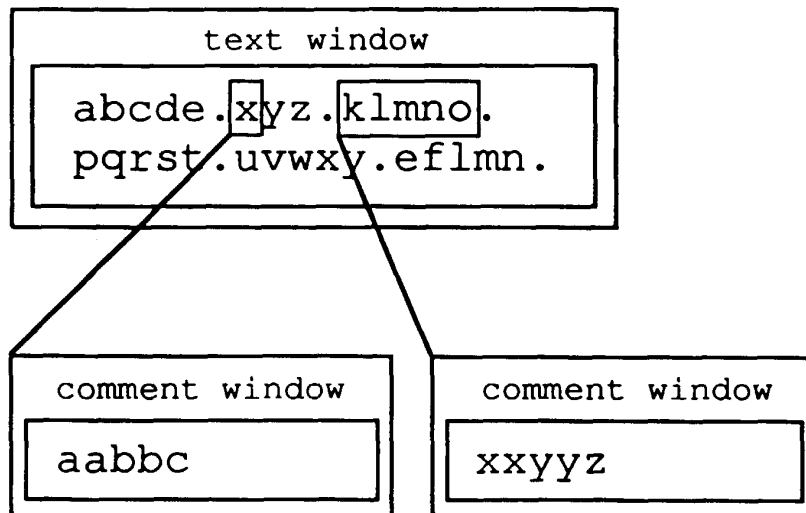 text window
abcde.xyz.klmno.
pqrst.uvwxy.eflmn.
comment window
aabbc
comment window
xxyyz